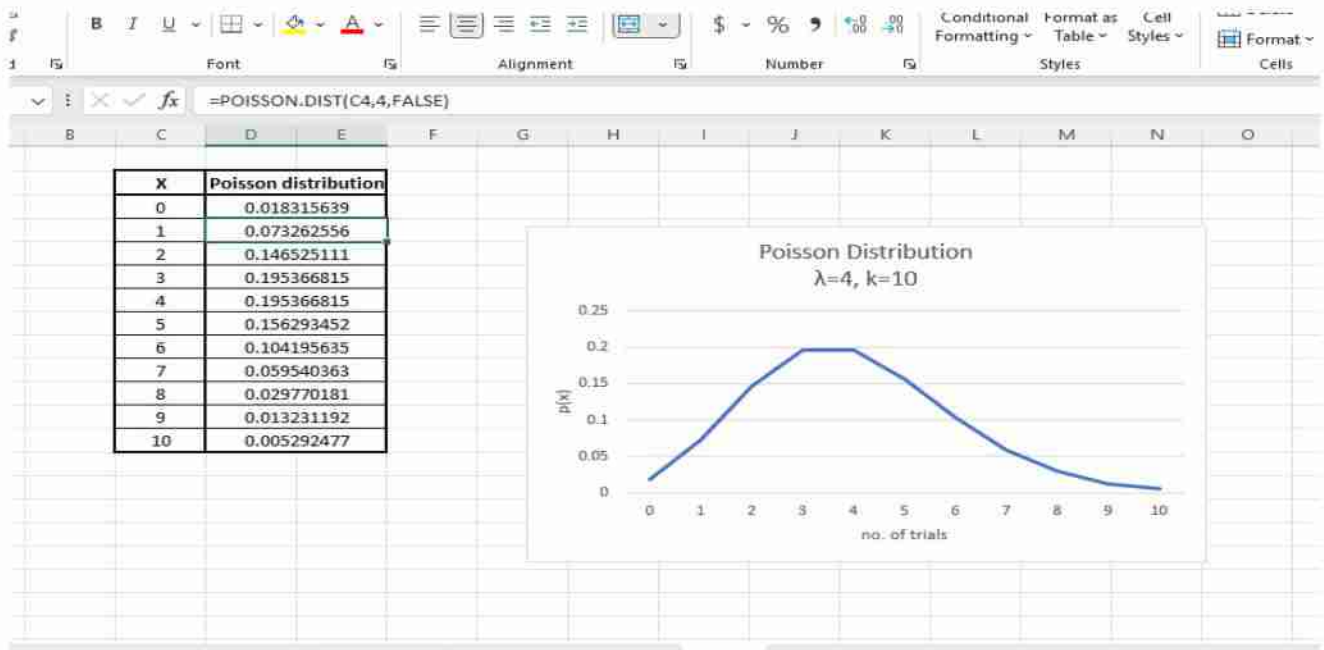 B I U A $ % 9 Conditional Format as Cell
Formatting Table Styles Format
Font Alignment Number Styles Cells
fx =POISSON.DIST(C4,4,FALSE)
B C D E F G H I J K L M N O
X Poisson distribution
0 0.018315639
1 0.073262556
2 0.146525111
3 0.195366815
4 0.195366815
5 0.156293452
6 0.104195635
7 0.059540363
8 0.029770181
9 0.013231192
10 0.005292477
Poisson Distribution
λ=4, k=10
0.25
0.2
0.15
0.1
0.05
0
p(x)
0 1 2 3 4 5 6 7 8 9 10
no. of trials